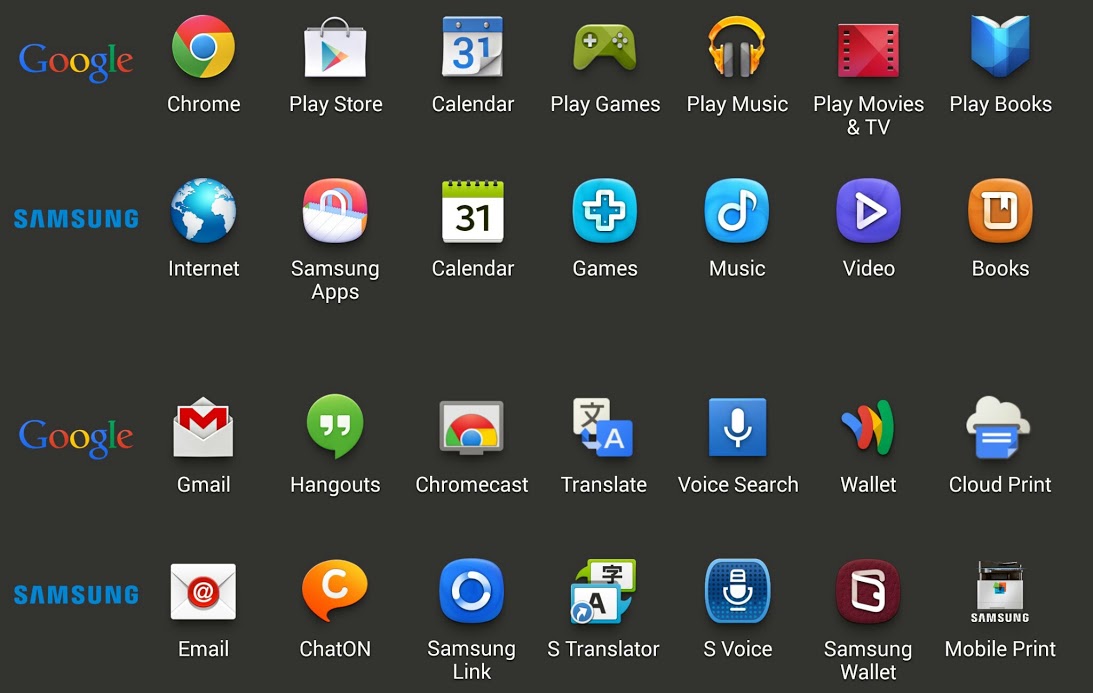 Google
Chrome
Play Store
31
Calendar
Play Games
Play Music
Play Movies
& TV
Play Books
SAMSUNG
Internet
Samsung
Apps
31
Calendar
Games
Music
Video
Books
Google
Gmail
Hangouts
Chromecast
文
A
Translate
Voice Search
Wallet
Cloud Print
SAMSUNG
@
Email
C
ChatON
Samsung
Link
字
A
S Translator
S Voice
Samsung
Wallet
SAMSUNG
Mobile Print